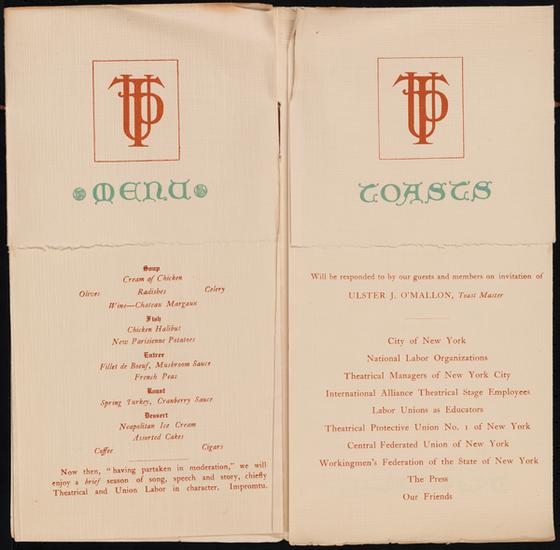 TPU
MENU
Soup
Cream of Chicken
Olives Radishes Celery
Wine—Chateau Margaux
Fish
Chicken Halibut
New Parisienne Potatoes
Entree
Fillet de Boeuf, Mushroom Sauce
French Peas
Roast
Spring Turkey, Cranberry Sauce
Dessert
Neapolitan Ice Cream
Assorted Cakes
Coffee Cigars
Now then, "having partaken in moderation," we will
enjoy a brief season of song, speech and story, chiefly
Theatrical and Union Labor in character. Impromtu.
TPU
TOASTS
Will be responded to by our guests and members on invitation of
ULSTER J. O'MALLON, Toast Master
City of New York
National Labor Organizations
Theatrical Managers of New York City
International Alliance Theatrical Stage Employees
Labor Unions as Educators
Theatrical Protective Union No. 1 of New York
Central Federated Union of New York
Workingmen's Federation of the State of New York
The Press
Our Friends